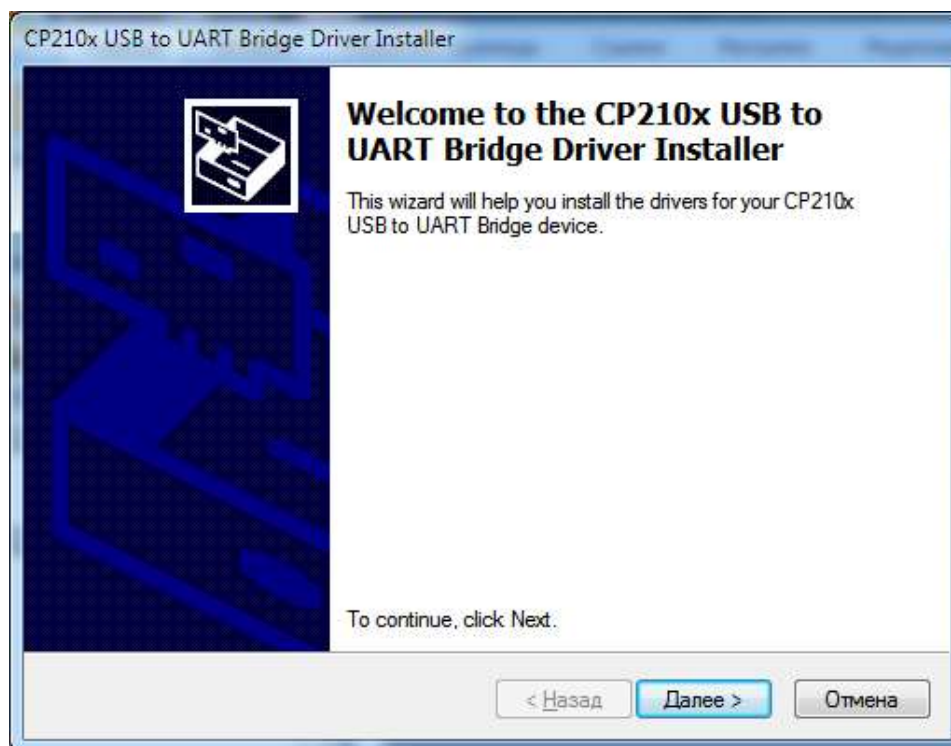 CP210x USB to UART Bridge Driver Installer
Welcome to the CP210x USB to
UART Bridge Driver Installer
This wizard will help you install the drivers for your CP210x
USB to UART Bridge device.
To continue, click Next.
< Назад Далее > Отмена